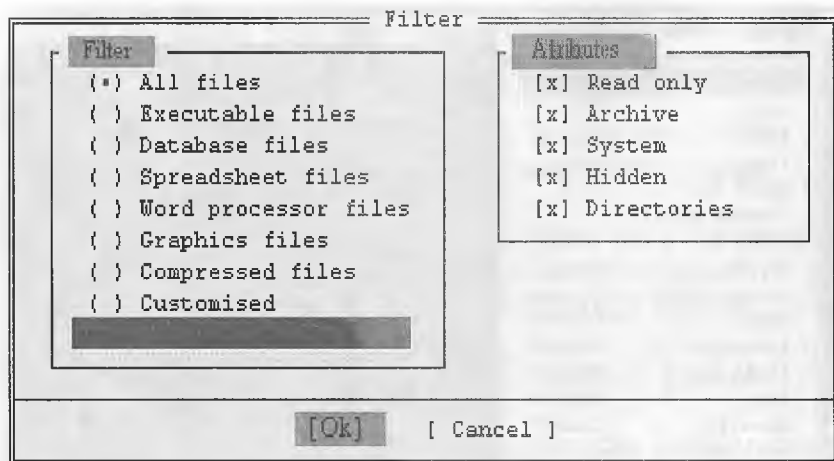 Filter
Filter
(•) All files
( ) Executable files
( ) Database files
( ) Spreadsheet files
( ) Word processor files
( ) Graphics files
( ) Compressed files
( ) Customised
Atributes
[x] Read only
[x] Archive
[x] System
[x] Hidden
[x] Directories
[Ok] [ Cancel ]